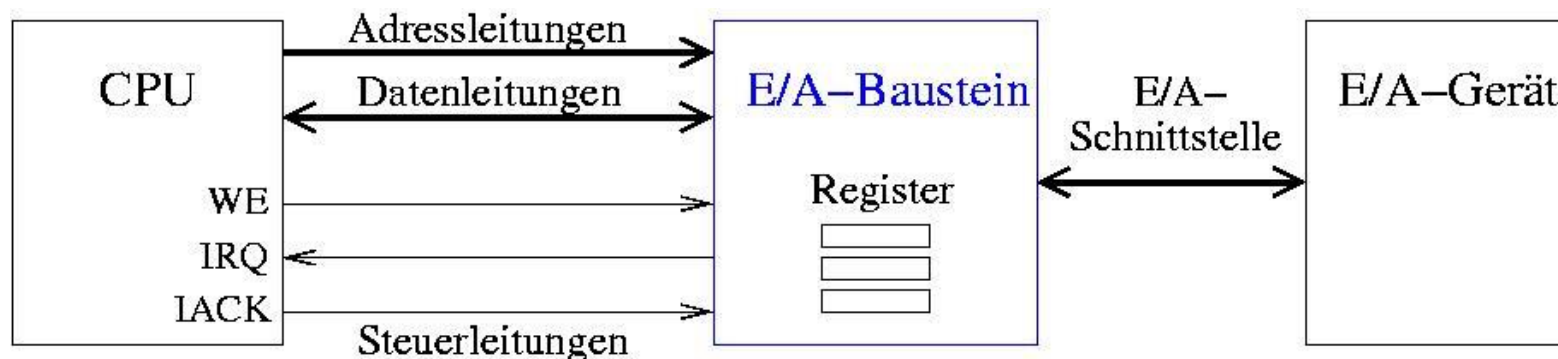 CPU
Adressleitungen
Datenleitungen
WE
IRQ
IACK
Steuerleitungen
E/A–Baustein
Register
E/A–
Schnittstelle
E/A–Gerät